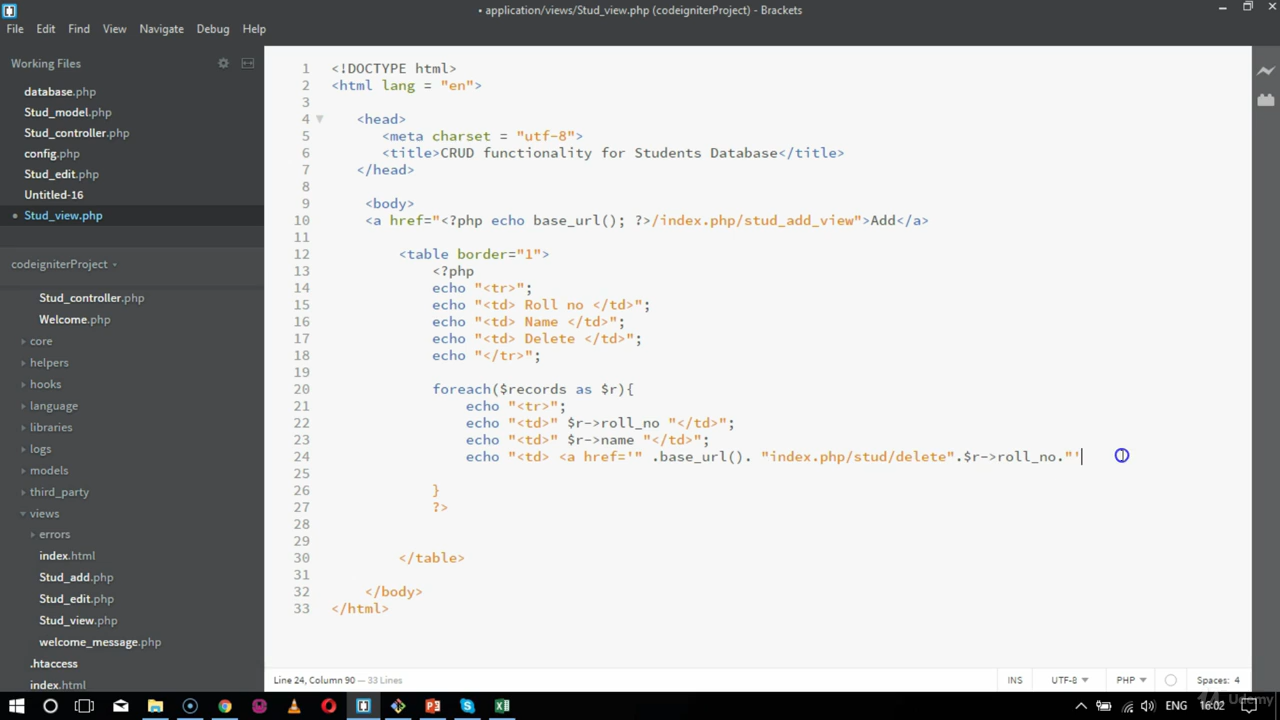 • application/views/Stud_view.php (codeigniterProject) - Brackets
File Edit Find View Navigate Debug Help
Working Files
database.php
Stud_model.php
Stud_controller.php
config.php
Stud_edit.php
Untitled-16
Stud_view.php
codeigniterProject
Stud_controller.php
Welcome.php
core
helpers
hooks
language
libraries
logs
models
third_party
views
errors
index.html
Stud_add.php
Stud_edit.php
Stud_view.php
welcome_message.php
.htaccess
index.html
1 <!DOCTYPE html>
2 <html lang = "en">
3
4 <head>
5 <meta charset = "utf-8">
6 <title>CRUD functionality for Students Database</title>
7 </head>
8
9 <body>
10 <a href="<?php echo base_url(); ?>/index.php/stud_add_view">Add</a>
11
12 <table border="1">
13 <?php
14 echo "<tr>";
15 echo "<td> Roll no </td>";
16 echo "<td> Name </td>";
17 echo "<td> Delete </td>";
18 echo "</tr>";
19
20 foreach($records as $r){
21 echo "<tr>";
22 echo "<td>" $r->roll_no "</td>";
23 echo "<td>" $r->name "</td>";
24 echo "<td> <a href='" .base_url(). "index.php/stud/delete".$r->roll_no."'
25
26 }
27 ?>
28
29
30 </table>
31
32 </body>
33 </html>
Line 24, Column 90 — 33 Lines
INS UTF-8 PHP Spaces: 4
ENG 16:02
Udemy